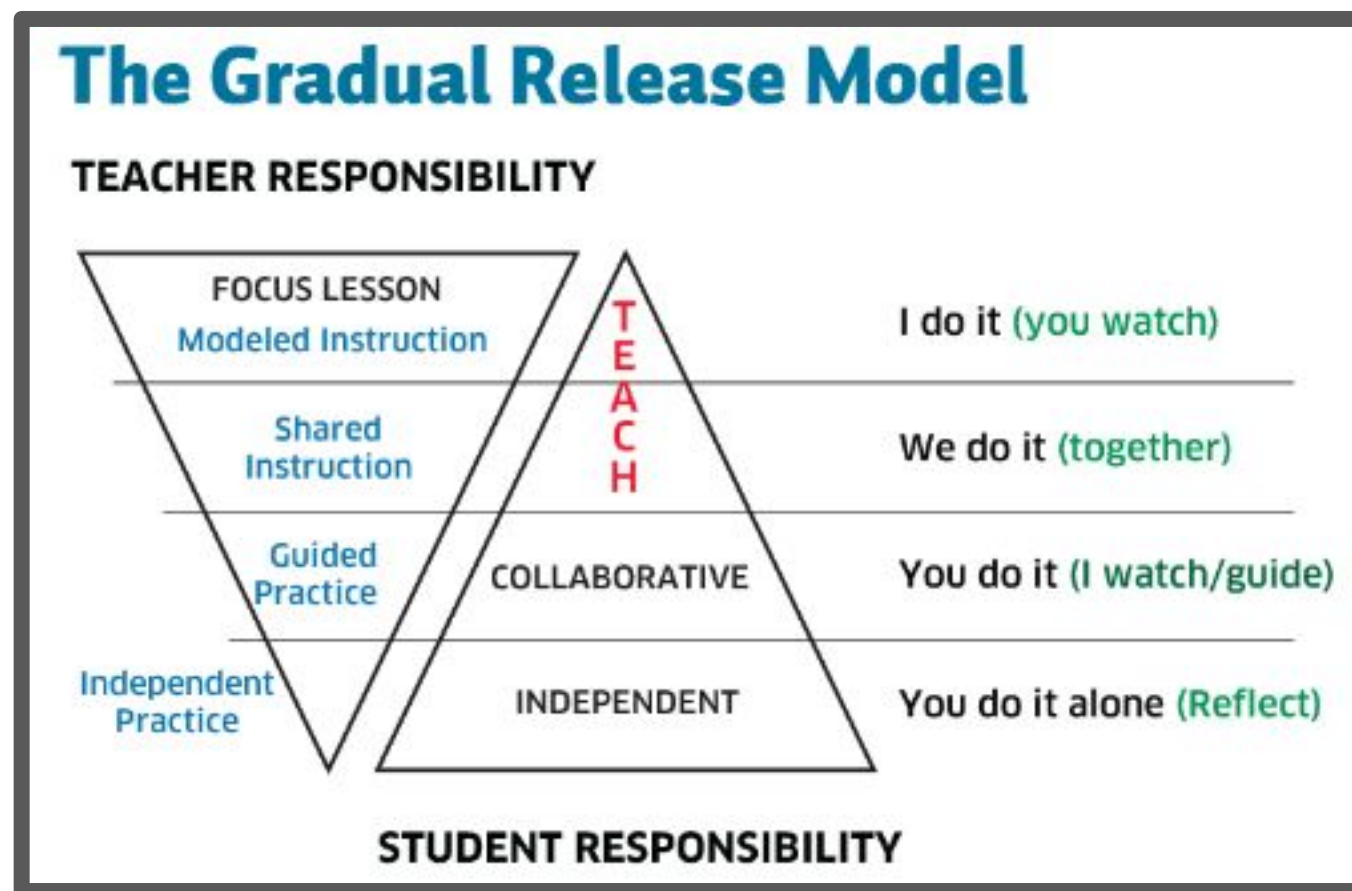 The Gradual Release Model
TEACHER RESPONSIBILITY
FOCUS LESSON
Modeled Instruction
TEACH
I do it (you watch)
Shared
Instruction
We do it (together)
Guided
Practice
COLLABORATIVE
You do it (I watch/guide)
Independent
Practice
INDEPENDENT
You do it alone (Reflect)
STUDENT RESPONSIBILITY